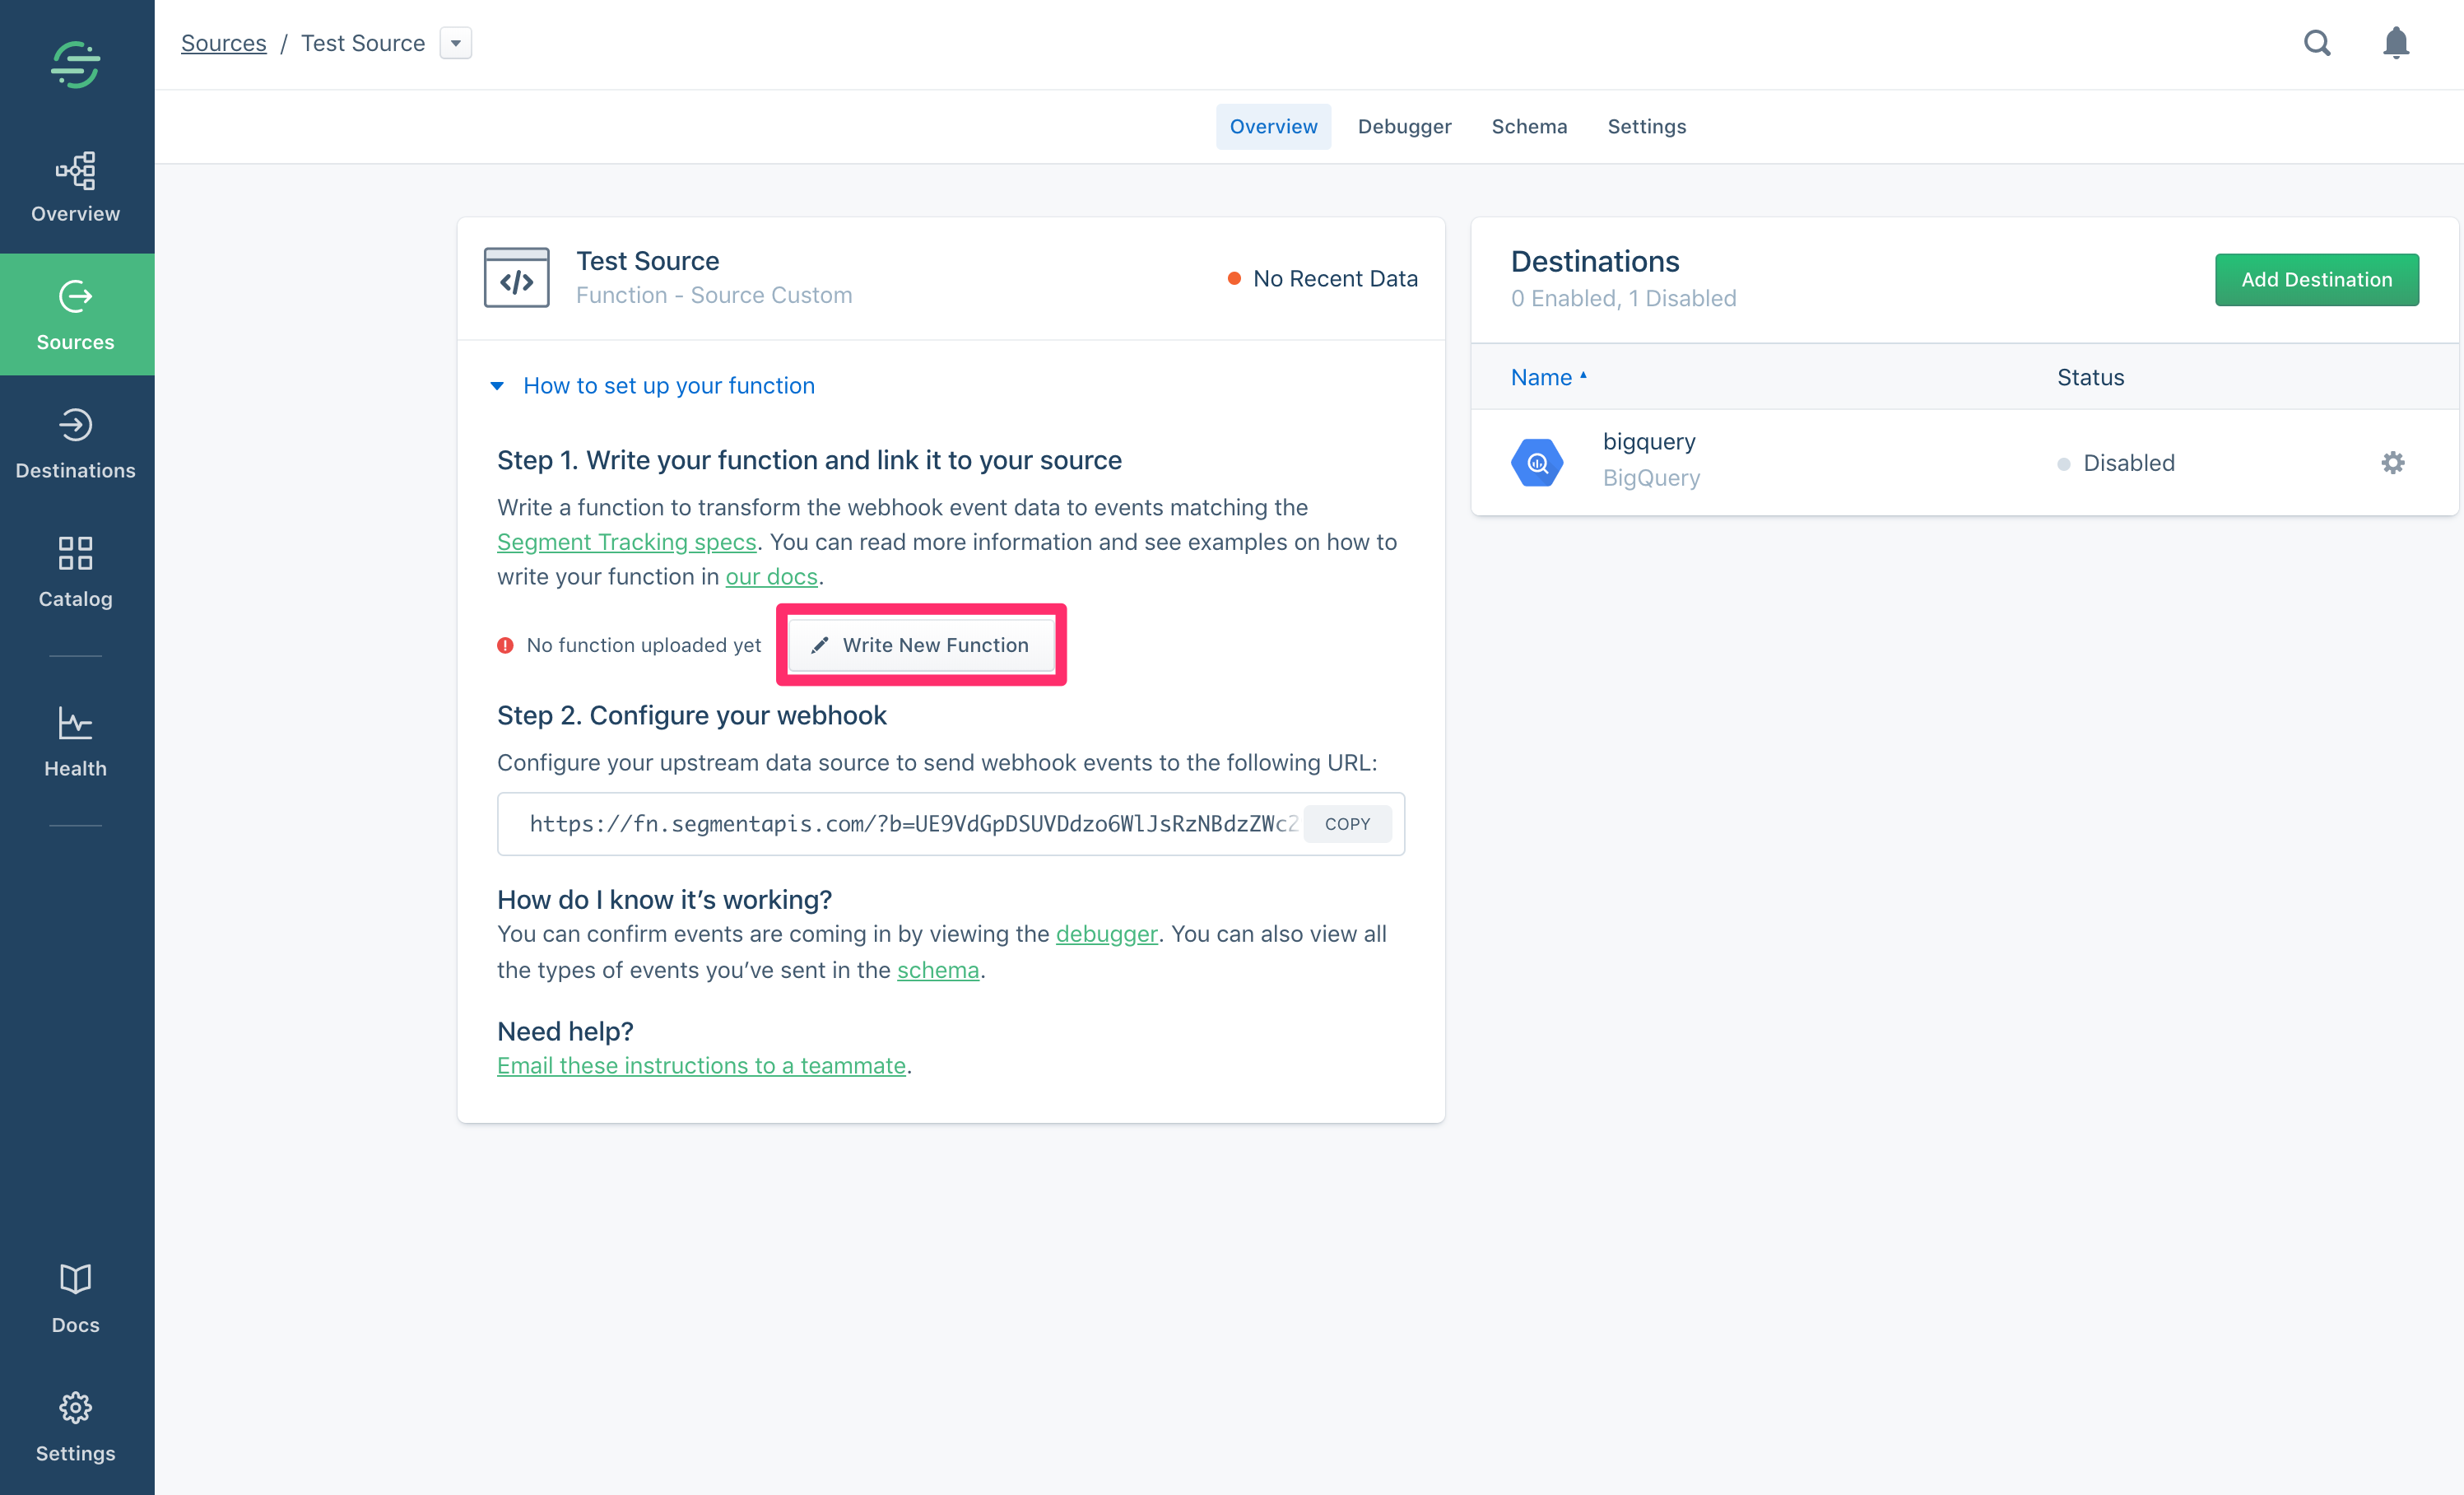 Sources / Test Source
Overview
Debugger
Schema
Settings
Overview
Sources
Destinations
Catalog
Health
Docs
Settings
Test Source
Function - Source Custom
No Recent Data
How to set up your function
Step 1. Write your function and link it to your source
Write a function to transform the webhook event data to events matching the
Segment Tracking specs. You can read more information and see examples on how to
write your function in our docs.
No function uploaded yet
Write New Function
Step 2. Configure your webhook
Configure your upstream data source to send webhook events to the following URL:
https://fn.segmentapis.com/?b=UE9VdGpDSUVDdzo6WlJsRzNBdzZWc2
COPY
How do I know it’s working?
You can confirm events are coming in by viewing the debugger. You can also view all
the types of events you’ve sent in the schema.
Need help?
Email these instructions to a teammate.
Destinations
0 Enabled, 1 Disabled
Add Destination
Name
Status
bigquery
BigQuery
Disabled